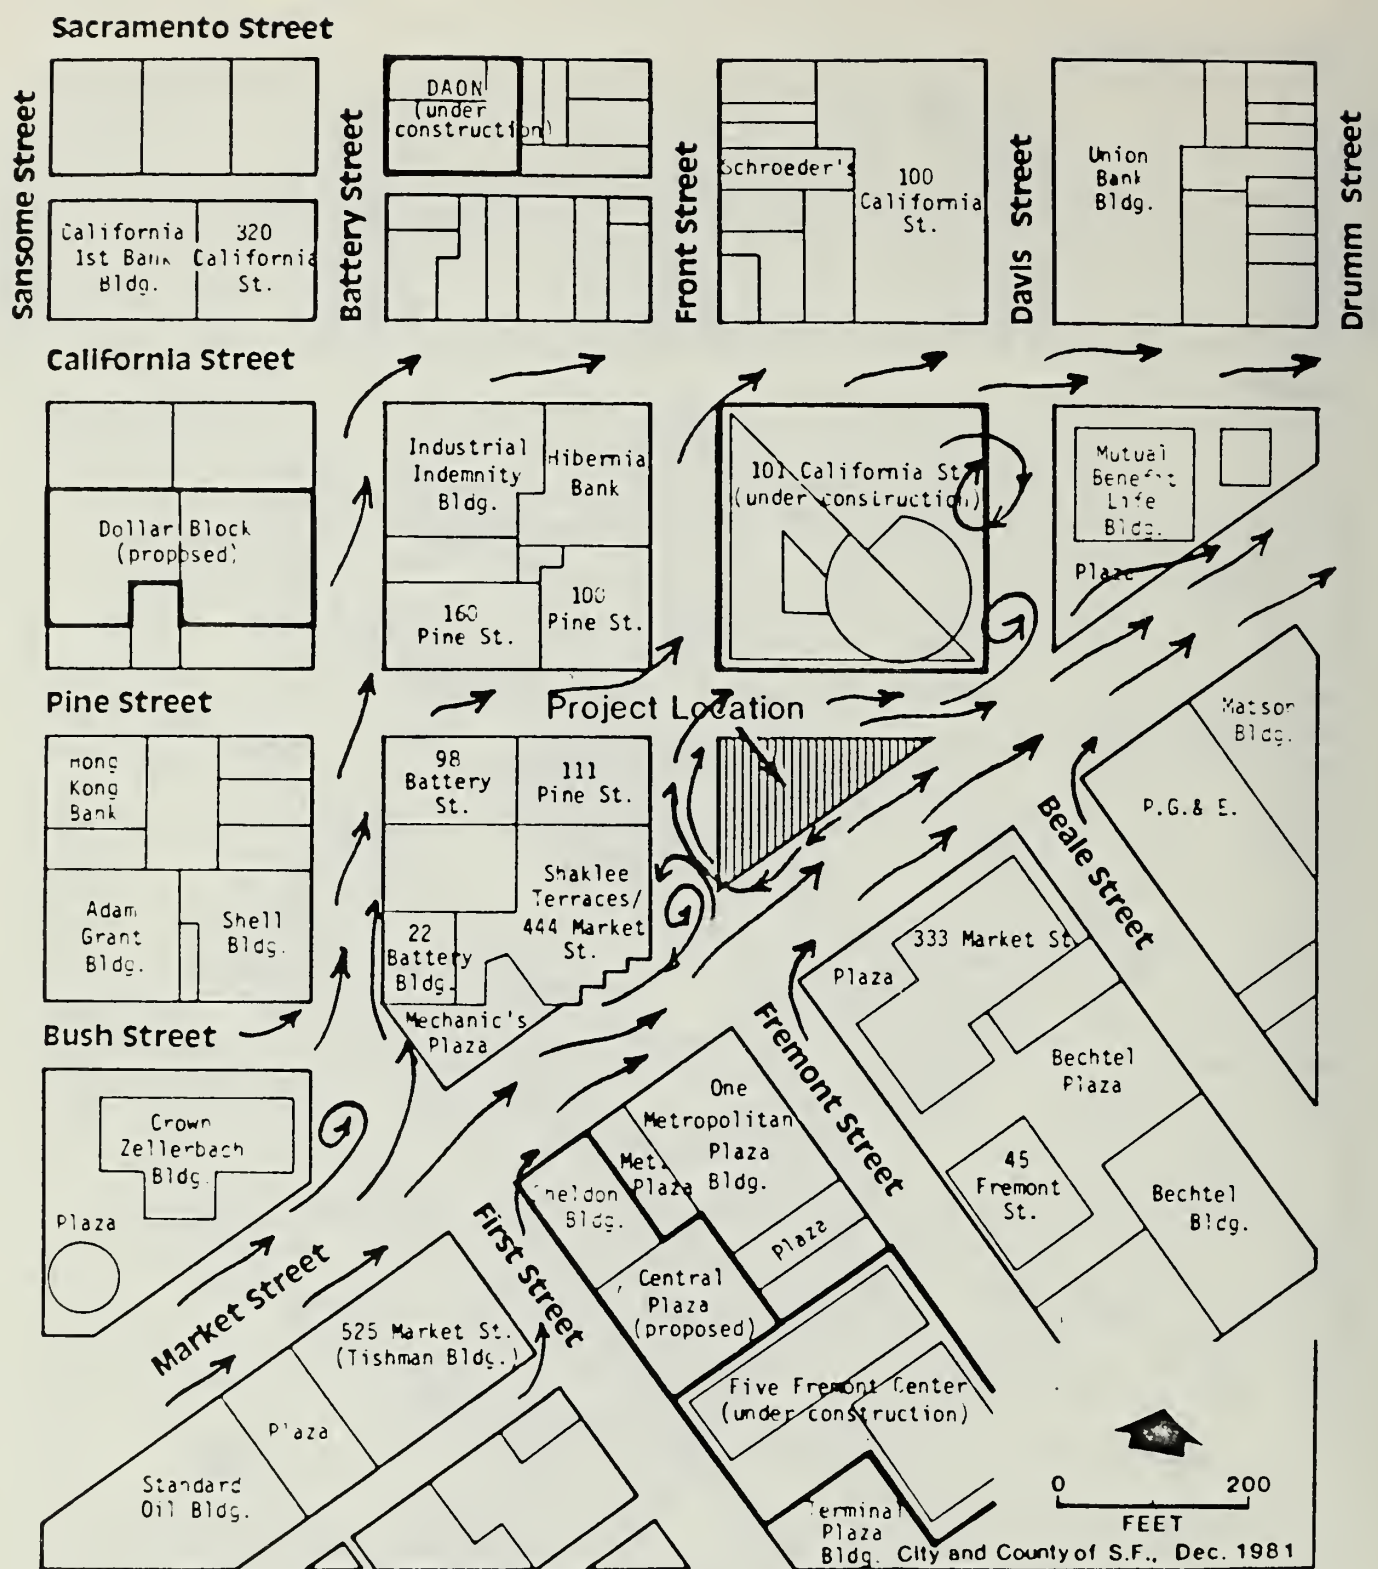 Sacramento Street
Sansome Street
Battery Street
Front Street
Davis Street
Drumm Street
DAON
(under
construction)
Schroeder's
100
California
St.
Union
Bank
Bldg.
California
1st Bank
Bldg.
320
California
St.
California Street
Industrial
Indemnity
Bldg.
Hibernia
Bank
101 California St.
(under construction)
Mutual
Benefit
Life
Bldg.
Plaza
Dollar Block
(proposed)
160
Pine St.
100
Pine St.
Pine Street
Project Location
Matson
Bldg.
Hong
Kong
Bank
98
Battery
St.
111
Pine St.
P.G.& E.
Beale Street
Adam
Grant
Bldg.
Shell
Bldg.
Shaklee
Terraces/
444 Market
St.
22
Battery
Bldg.
333 Market St.
Plaza
Bush Street
Mechanic's
Plaza
Fremont Street
Bechtel
Plaza
Crown
Zellerbach
Bldg.
Plaza
One
Metropolitan
Plaza
Bldg.
Met.
Plaza
Sheldon
Bldg.
First Street
45
Fremont
St.
Bechtel
Bldg.
Plaza
Market Street
Central
Plaza
(proposed)
525 Market St.
(Tishman Bldg.)
Five Fremont Center
(under construction)
Plaza
Standard
Oil Bldg.
Terminal
Plaza
Bldg.
0 200
FEET
City and County of S.F., Dec. 1981